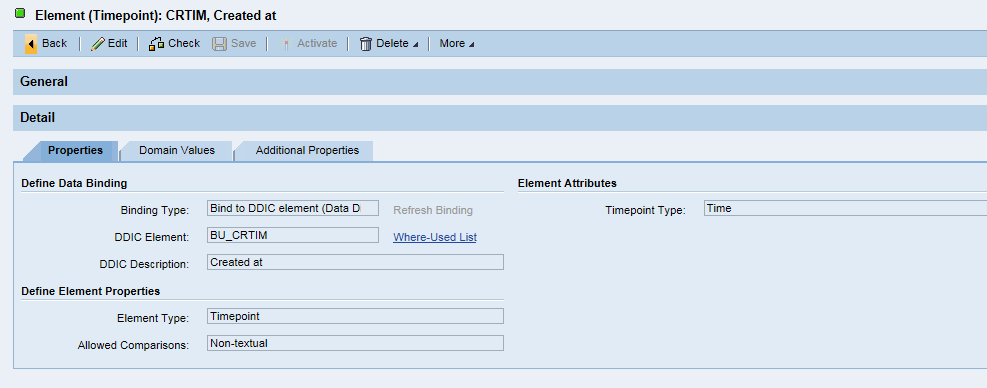 Element (Timepoint): CRTIM, Created at
Back Edit Check Save Activate Delete More
General
Detail
Properties Domain Values Additional Properties
Define Data Binding Element Attributes
Binding Type: Bind to DDIC element (Data D Refresh Binding Timepoint Type: Time
DDIC Element: BU_CRTIM Where-Used List
DDIC Description: Created at
Define Element Properties
Element Type: Timepoint
Allowed Comparisons: Non-textual